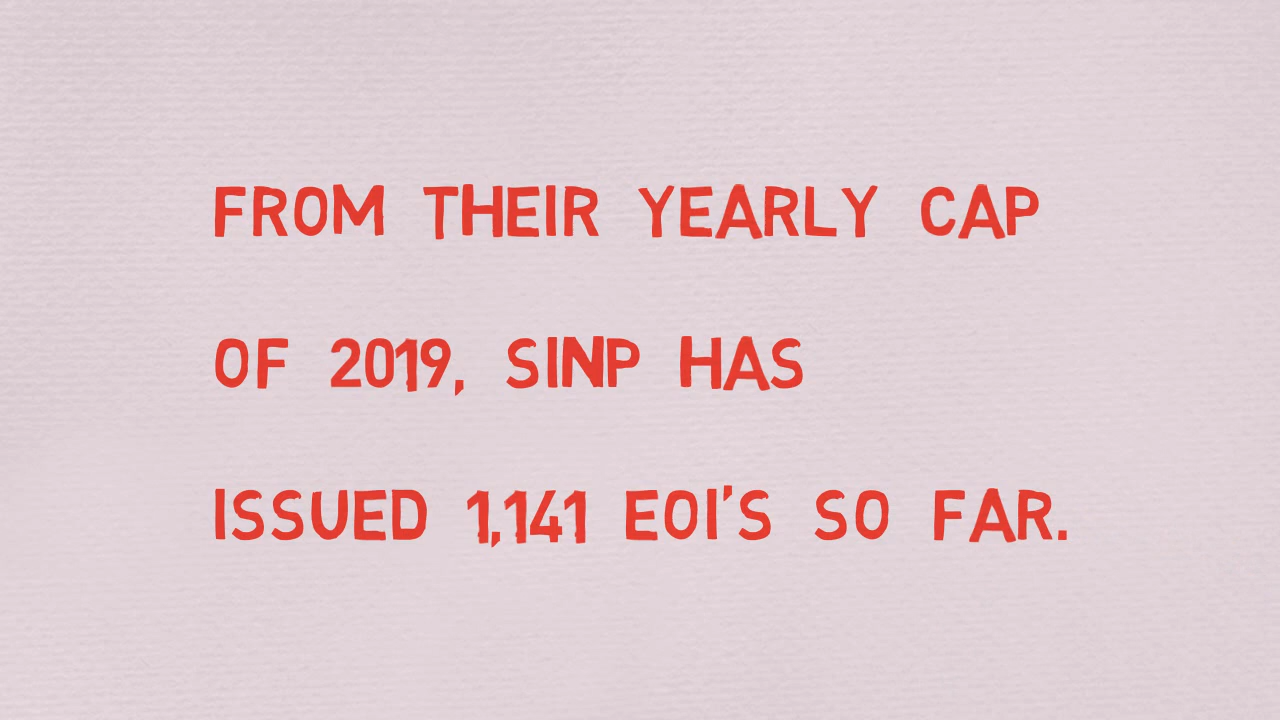 FROM THEIR YEARLY CAP
OF 2019, SINP HAS
ISSUED 1,141 EOI'S SO FAR.